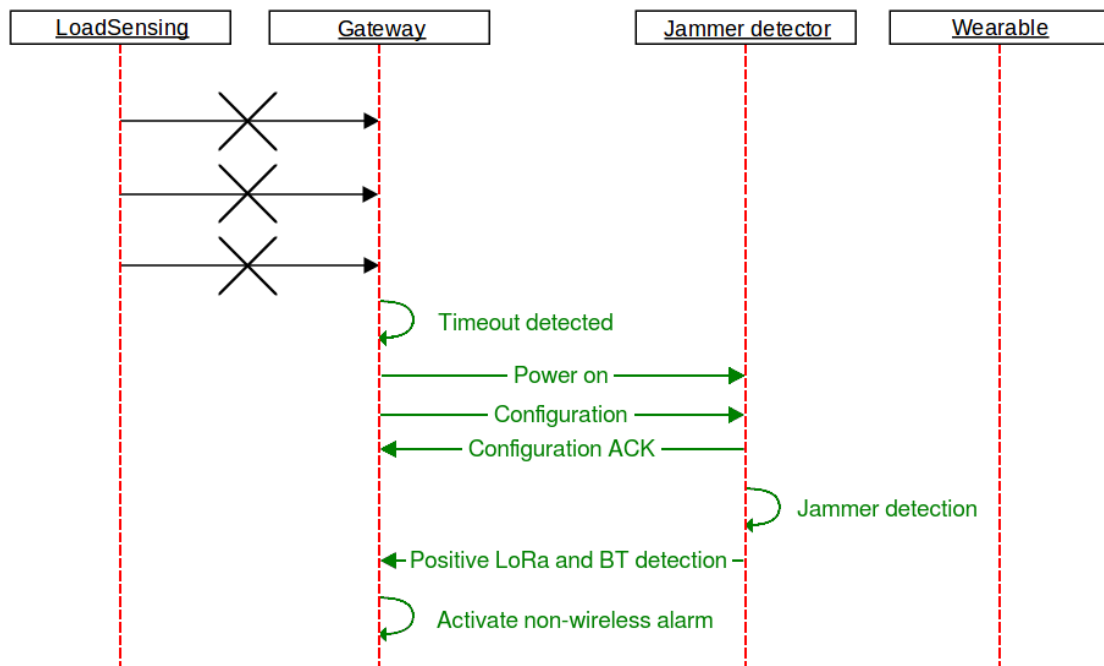 LoadSensing
Gateway
Jammer detector
Wearable
Timeout detected
Power on
Configuration
Configuration ACK
Jammer detection
Positive LoRa and BT detection
Activate non-wireless alarm